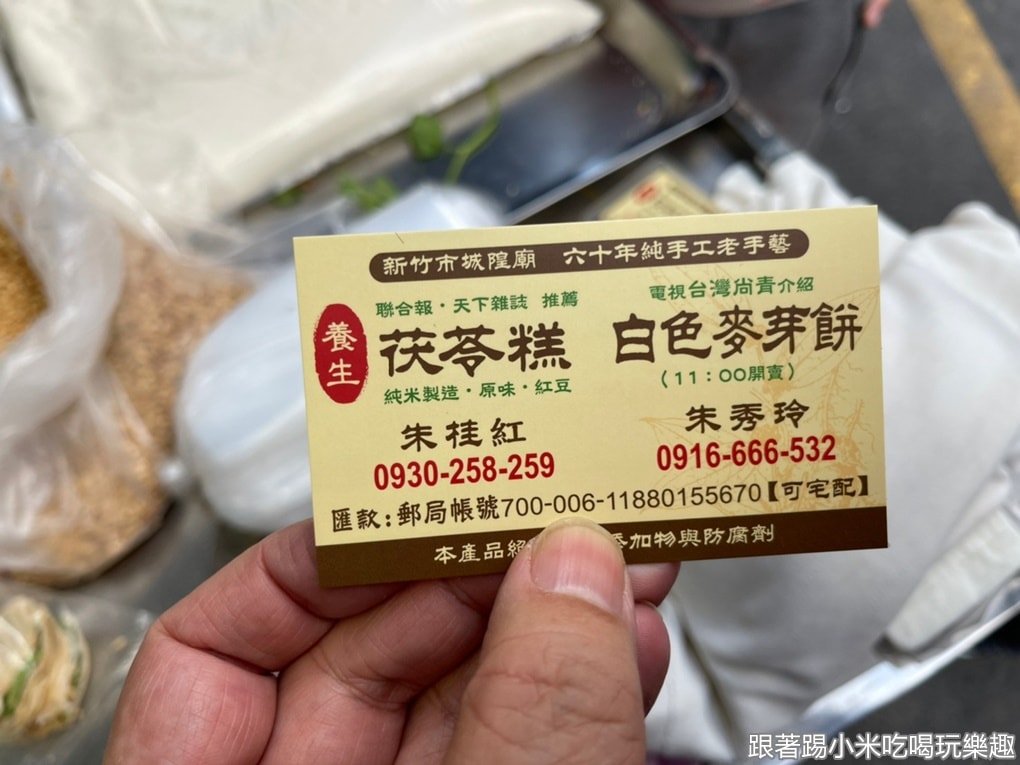 新竹市城隍廟 六十年純手工老手藝
養生
聯合報・天下雜誌 推薦
茯苓糕
純米製造・原味・紅豆
朱桂紅
0930-258-259
電視台灣尚青介紹
白色麥芽餅
(11：00開賣)
朱秀玲
0916-666-532
匯款:郵局帳號700-006-11880155670【可宅配】
本產品絕 添加物與防腐劑
跟著踢小米吃喝玩樂趣